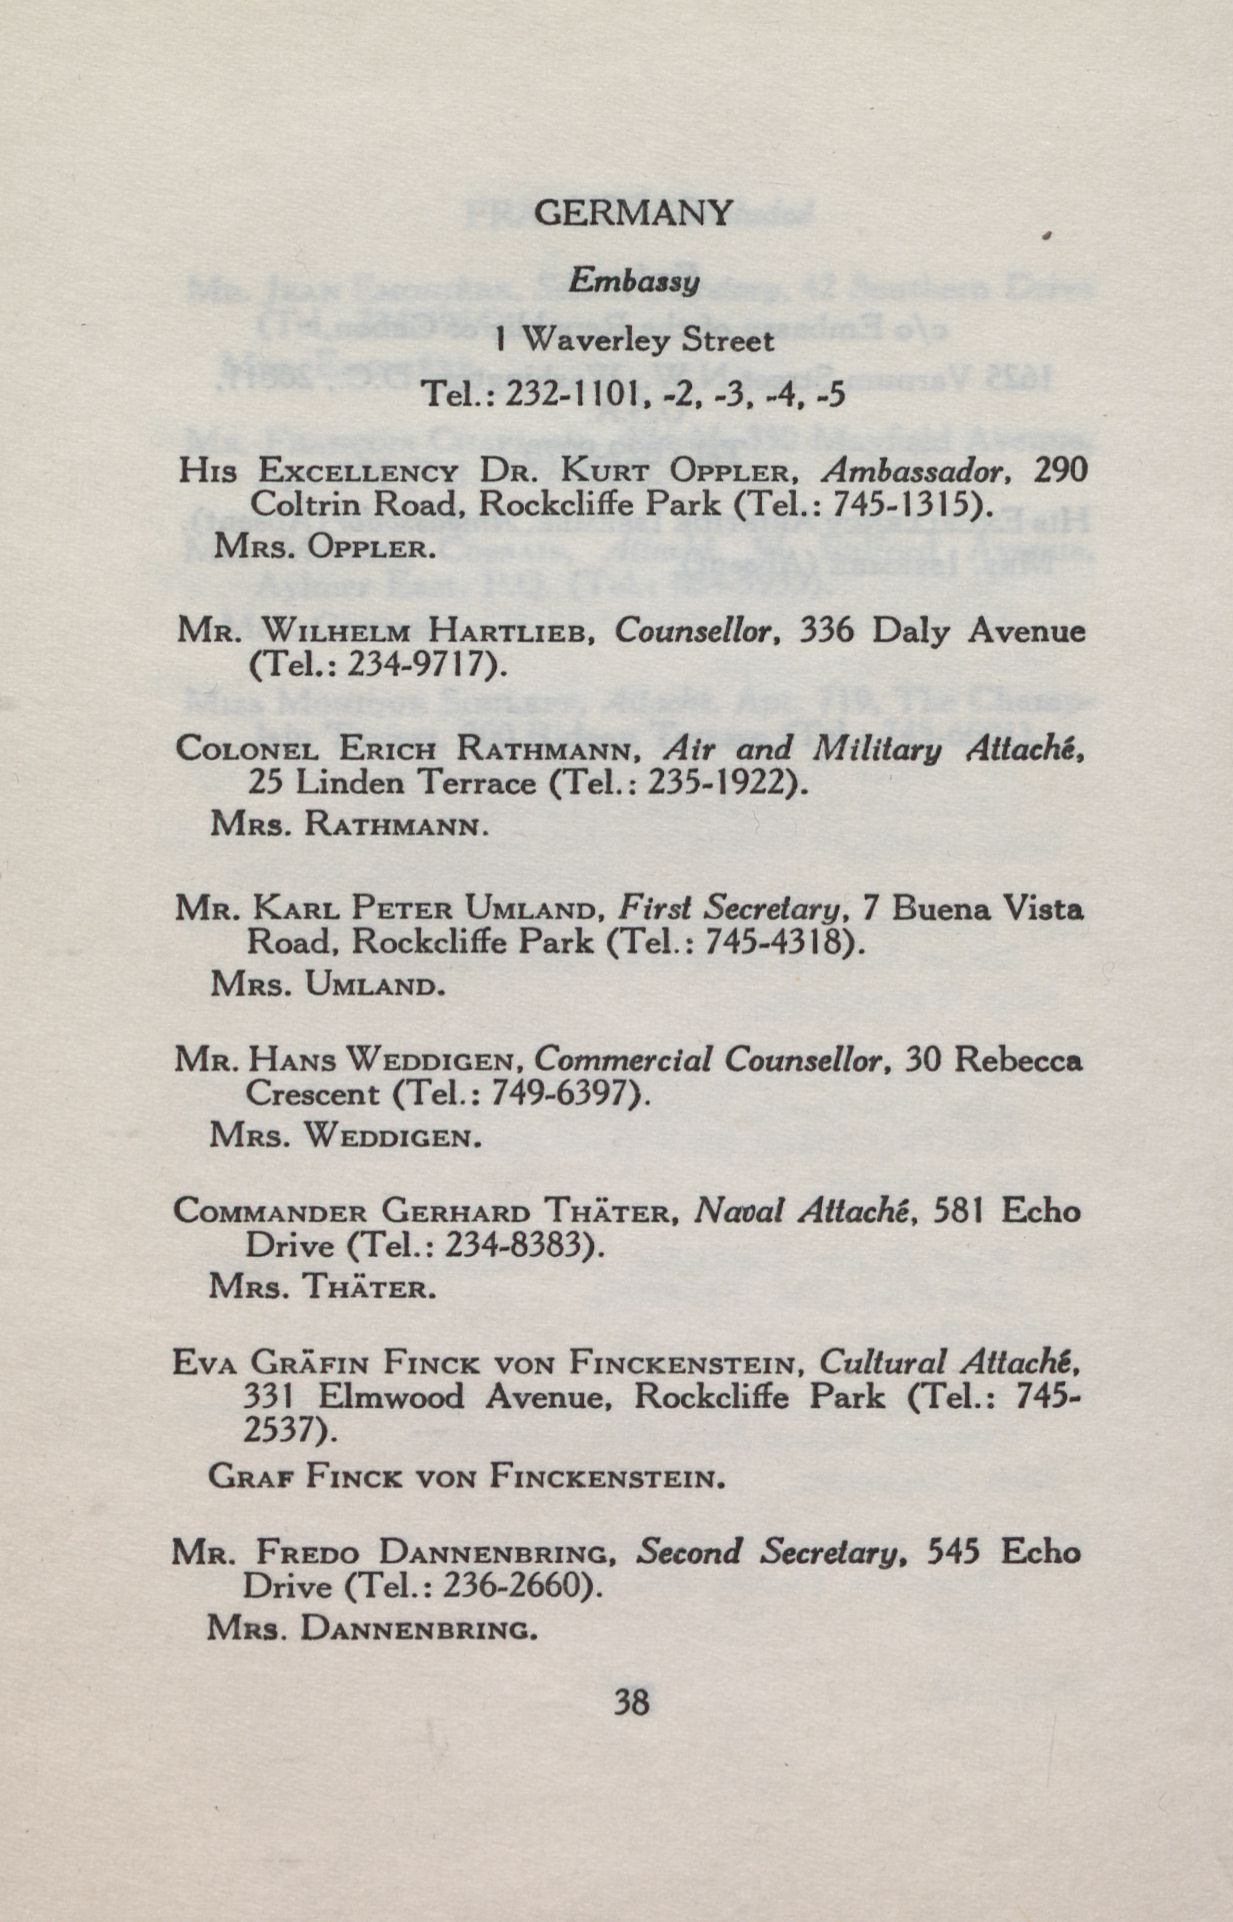 GERMANY
Embassy
1 Waverley Street
Tel.: 232-1101, -2, -3, -4, -5
HIS EXCELLENCY DR. KURT OPPLER, Ambassador, 290
Coltrin Road, Rockcliffe Park (Tel.: 745-1315).
MRS. OPPLER.
MR. WILHELM HARTLIEB, Counsellor, 336 Daly Avenue
(Tel.: 234-9717).
COLONEL ERICH RATHMANN, Air and Military Attaché,
25 Linden Terrace (Tel.: 235-1922).
MRS. RATHMANN.
MR. KARL PETER UMLAND, First Secretary, 7 Buena Vista
Road, Rockcliffe Park (Tel.: 745-4318).
MRS. UMLAND.
MR. HANS WEDDIGEN, Commercial Counsellor, 30 Rebecca
Crescent (Tel.: 749-6397).
MRS. WEDDIGEN.
COMMANDER GERHARD THÄTER, Naval Attaché, 581 Echo
Drive (Tel.: 234-8383).
MRS. THÄTER.
EVA GRÄFIN FINCK VON FINCKENSTEIN, Cultural Attaché,
331 Elmwood Avenue, Rockcliffe Park (Tel.: 745-
2537).
GRAF FINCK VON FINCKENSTEIN.
MR. FREDO DANNENBRING, Second Secretary, 545 Echo
Drive (Tel.: 236-2660).
MRS. DANNENBRING.
38